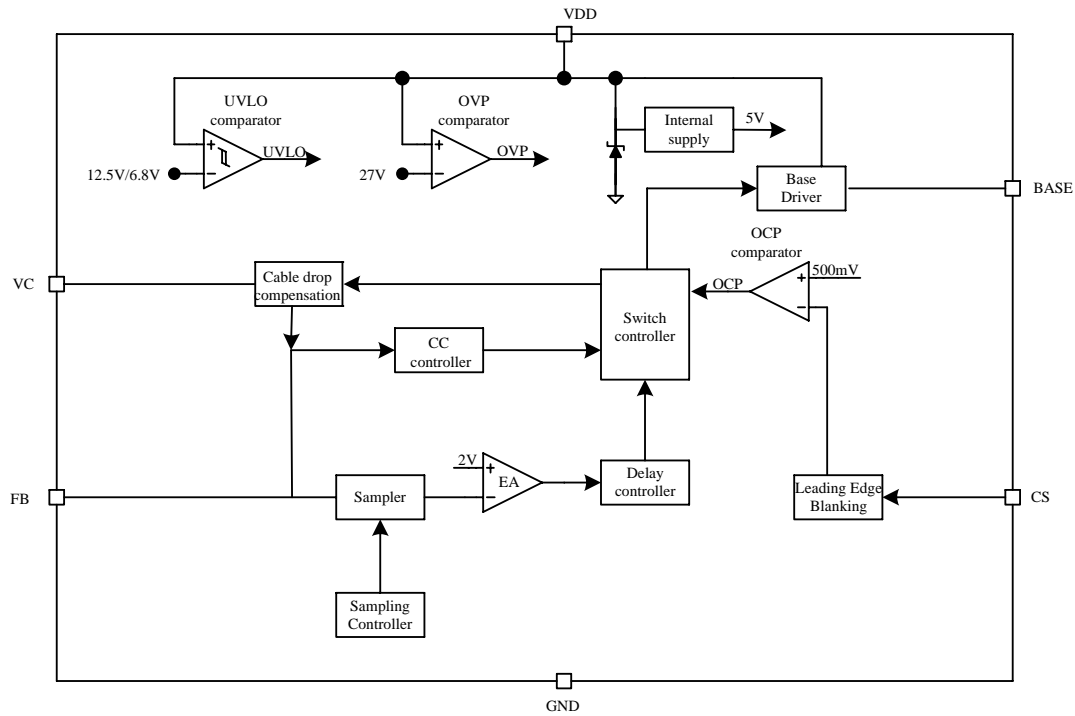 VDD
UVLO
comparator
UVLO
12.5V/6.8V
OVP
comparator
OVP
27V
Internal
supply
5V
Base
Driver
BASE
OCP
comparator
500mV
OCP
VC
Cable drop
compensation
Switch
controller
CC
controller
2V
EA
Delay
controller
FB
Sampler
Leading Edge
Blanking
CS
Sampling
Controller
GND